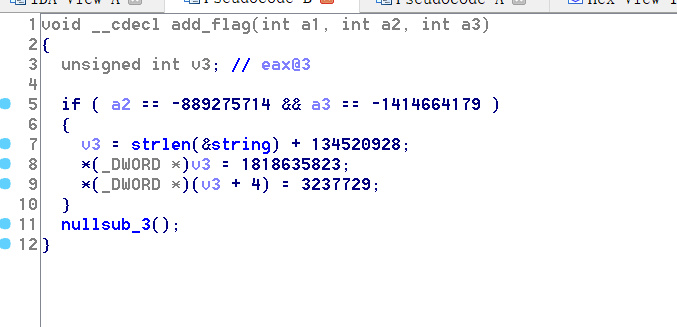 IDA View-A Pseudocode-B Pseudocode-A Hex View-1
1 void __cdecl add_flag(int a1, int a2, int a3)
2 {
3 unsigned int v3; // eax@3
4
5 if ( a2 == -889275714 && a3 == -1414664179 )
6 {
7 v3 = strlen(&string) + 134520928;
8 *(_DWORD *)v3 = 1818635823;
9 *(_DWORD *)(v3 + 4) = 3237729;
10 }
11 nullsub_3();
12 }